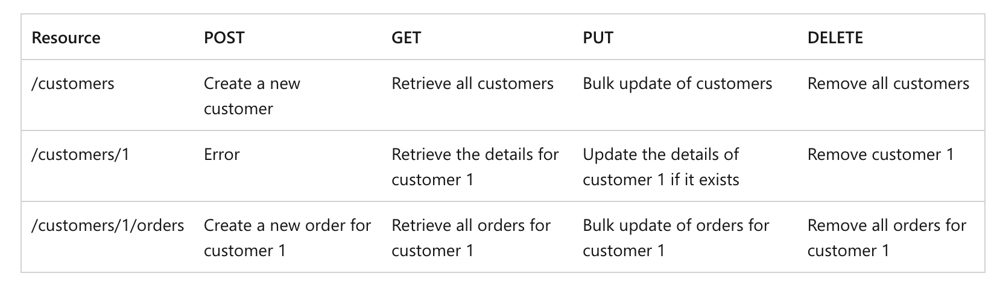 Resource POST GET PUT DELETE
/customers Create a new Retrieve all customers Bulk update of customers Remove all customers
customer
/customers/1 Error Retrieve the details for Update the details of Remove customer 1
customer 1 customer 1 if it exists
/customers/1/orders Create a new order for Retrieve all orders for Bulk update of orders for Remove all orders for
customer 1 customer 1 customer 1 customer 1